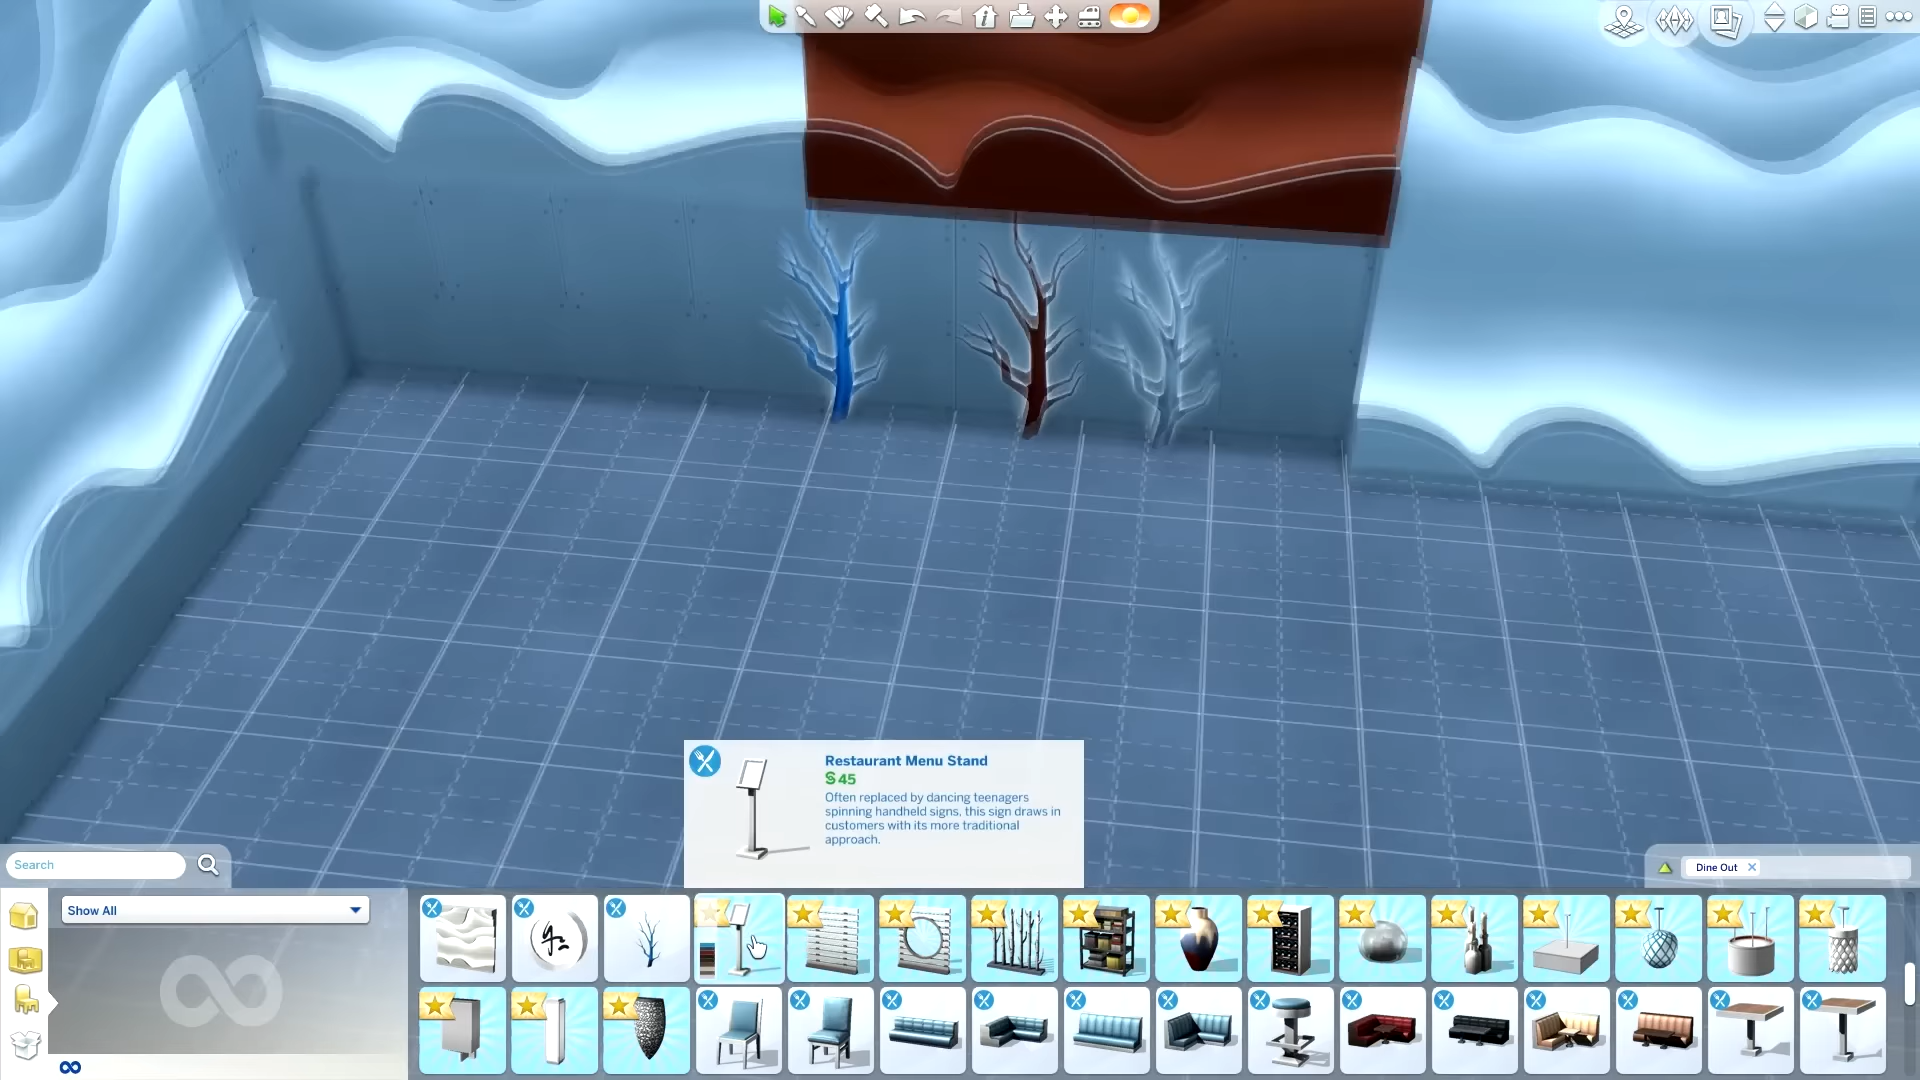 Restaurant Menu Stand
§45
Often replaced by dancing teenagers
spinning handheld signs, this sign draws in
customers with its more traditional
approach.
Search
Dine Out
Show All